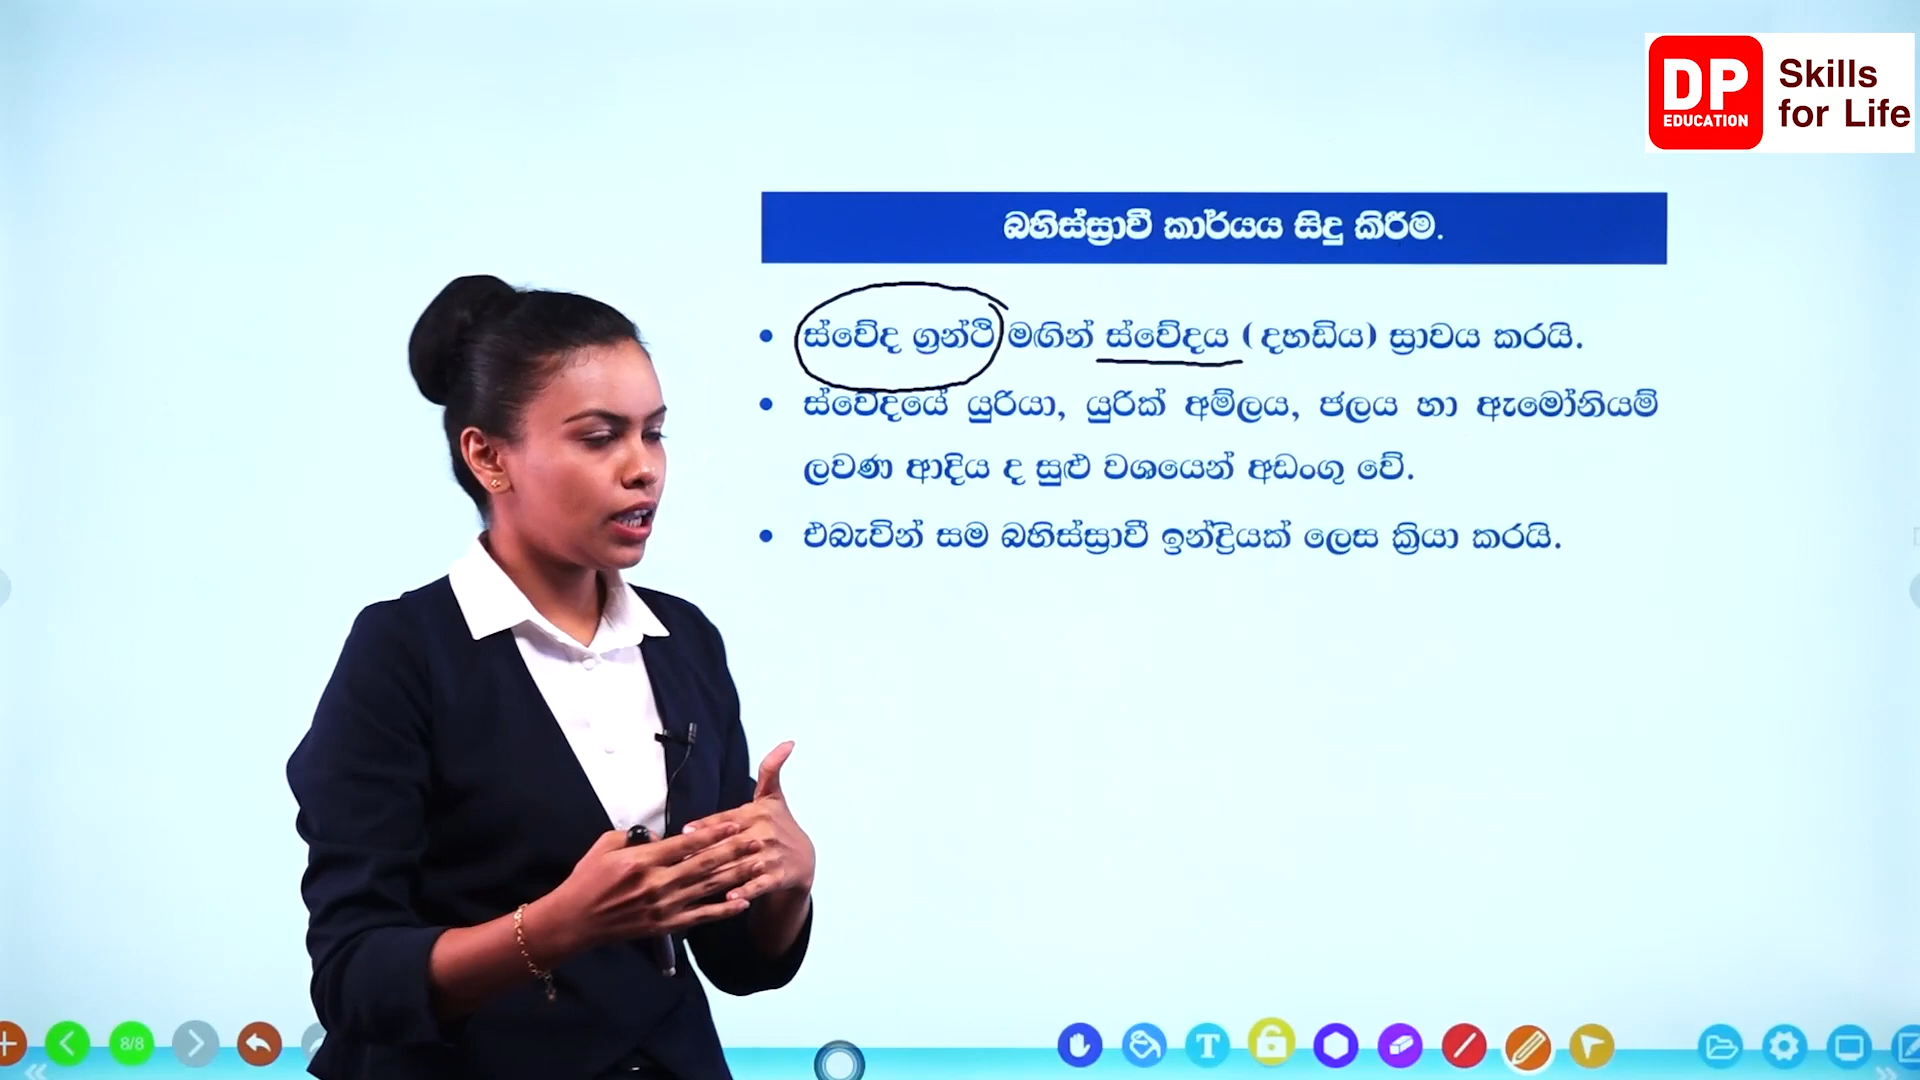 DP
EDUCATION
Skills
for Life
බහිස්ස්‍රාවී කාර්යය සිදු කිරීම.
• ස්වේද ග්‍රන්ථි මඟින් ස්වේදය ( දහඩිය) ස්‍රාවය කරයි.
• ස්වේදයේ යූරියා, යූරික් අම්ලය, ජලය හා ඇමෝනියම්
ලවණ ආදිය ද සුළු වශයෙන් අඩංගු වේ.
• එබැවින් සම බහිස්ස්‍රාවී ඉන්ද්‍රියක් ලෙස ක්‍රියා කරයි.
8/8
T